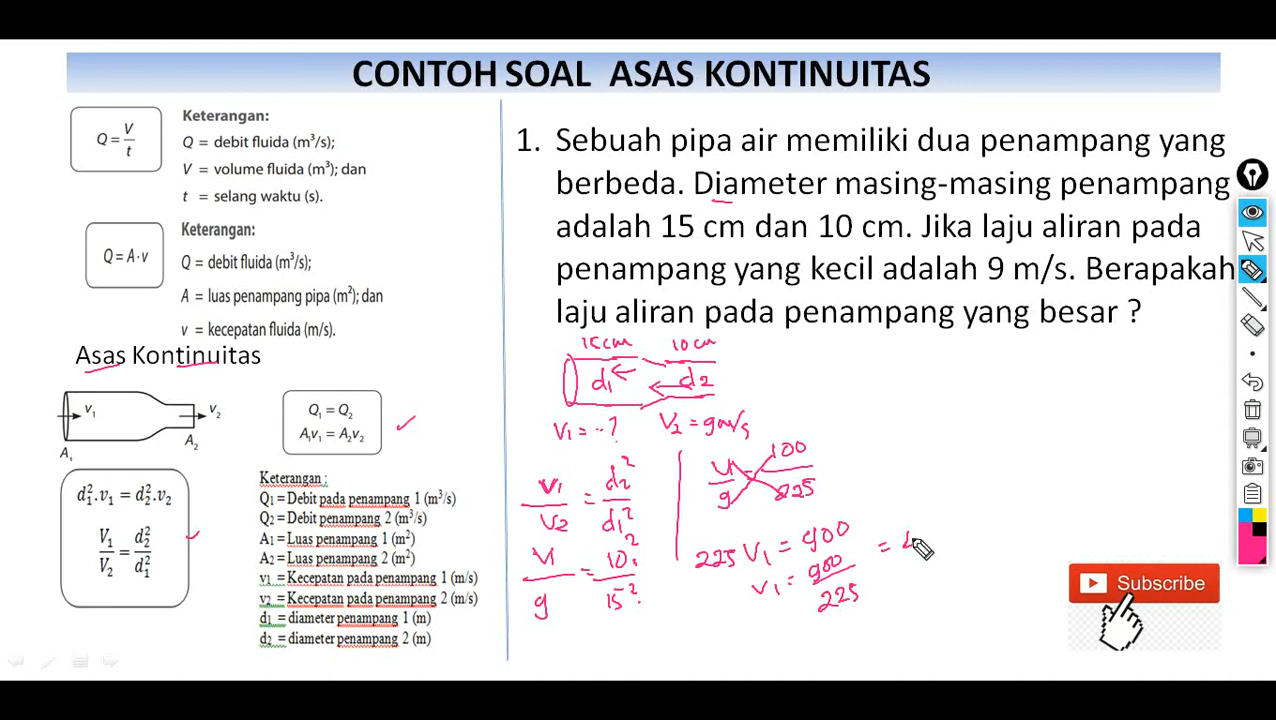 CONTOH SOAL ASAS KONTINUITAS
Q = V/t
Keterangan:
Q = debit fluida (m³/s);
V = volume fluida (m³); dan
t = selang waktu (s).
Q = A·v
Keterangan:
Q = debit fluida (m³/s);
A = luas penampang pipa (m²); dan
v = kecepatan fluida (m/s).
Asas Kontinuitas
v₁
v₂
A₁
A₂
Q₁ = Q₂
A₁v₁ = A₂v₂
d₁².v₁ = d₂².v₂
V₁/V₂ = d₂²/d₁²
Keterangan :
Q₁ = Debit pada penampang 1 (m³/s)
Q₂ = Debit penampang 2 (m³/s)
A₁ = Luas penampang 1 (m²)
A₂ = Luas penampang 2 (m²)
v₁ = Kecepatan pada penampang 1 (m/s)
v₂ = Kecepatan pada penampang 2 (m/s)
d₁ = diameter penampang 1 (m)
d₂ = diameter penampang 2 (m)
1. Sebuah pipa air memiliki dua penampang yang
berbeda. Diameter masing-masing penampang
adalah 15 cm dan 10 cm. Jika laju aliran pada
penampang yang kecil adalah 9 m/s. Berapakah
laju aliran pada penampang yang besar ?
15cm 10cm
d₁ d₂
V₁ = ..? V₂ = 9m/s
V₁/V₂ = d₂²/d₁²
V₁/9 = 10²/15²
V₁/9 = 100/225
225 V₁ = 900
V₁ = 900/225 = 4
Subscribe